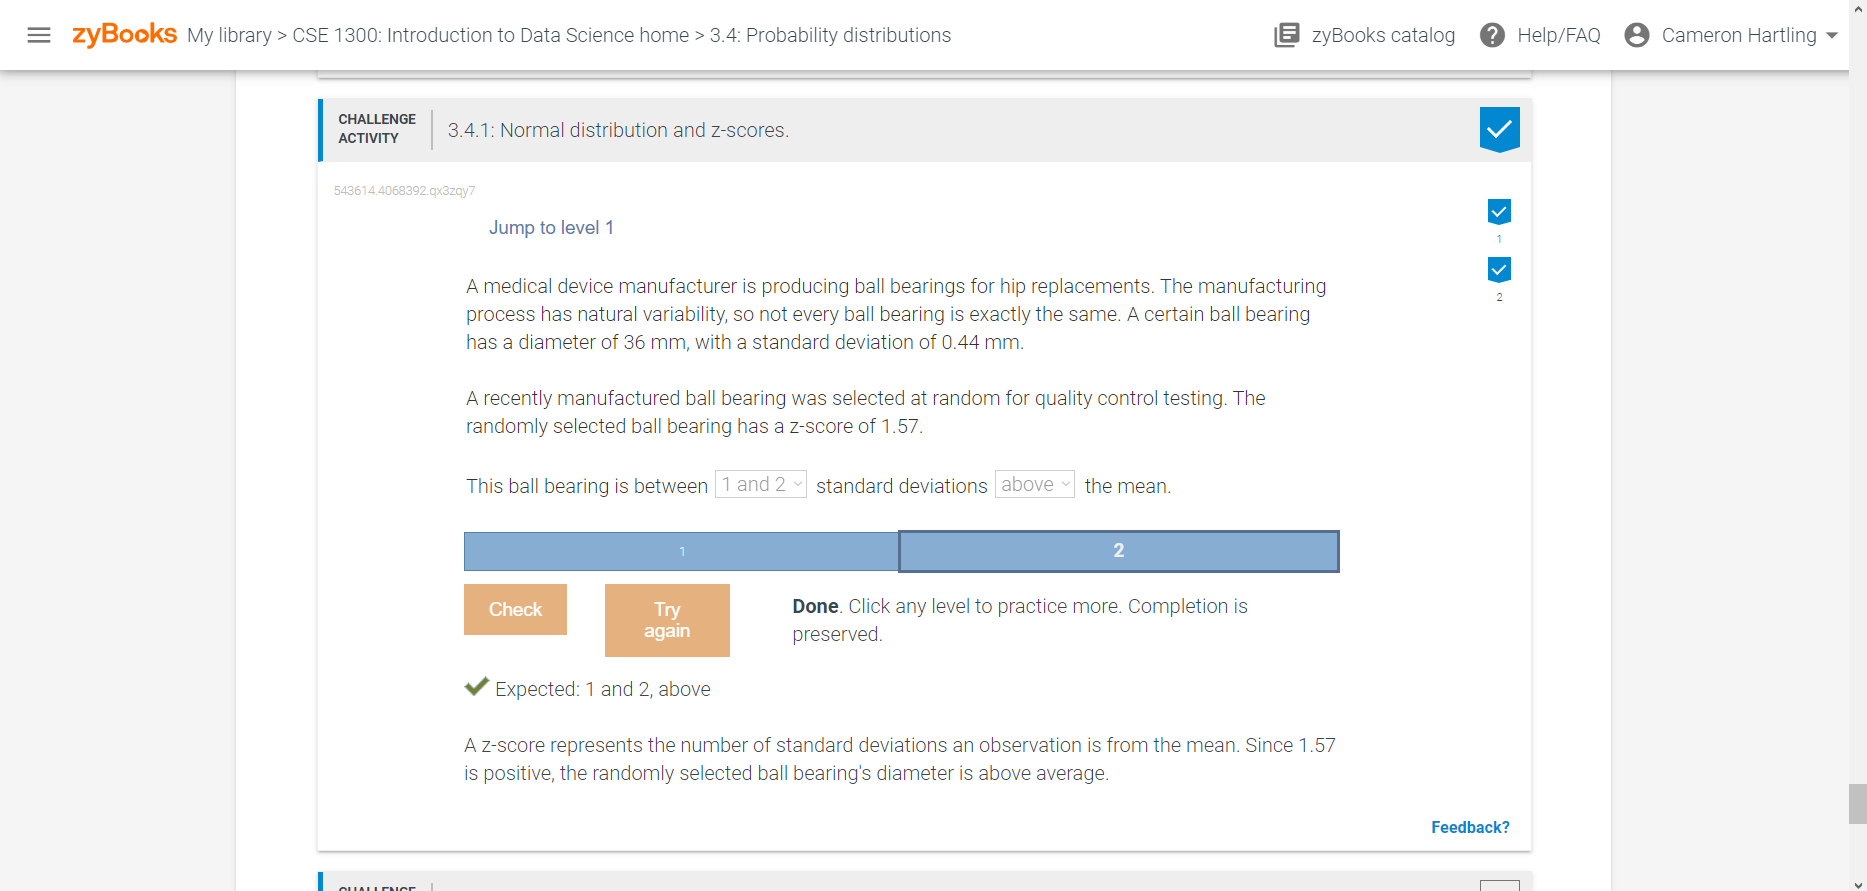 zyBooks My library > CSE 1300: Introduction to Data Science home > 3.4: Probability distributions
zyBooks catalog
Help/FAQ
Cameron Hartling
CHALLENGE
ACTIVITY
3.4.1: Normal distribution and z-scores.
543614.4068392.qx3zqy7
Jump to level 1
1
2
A medical device manufacturer is producing ball bearings for hip replacements. The manufacturing
process has natural variability, so not every ball bearing is exactly the same. A certain ball bearing
has a diameter of 36 mm, with a standard deviation of 0.44 mm.
A recently manufactured ball bearing was selected at random for quality control testing. The
randomly selected ball bearing has a z-score of 1.57.
This ball bearing is between 1 and 2 standard deviations above the mean.
1
2
Check
Try
again
Done. Click any level to practice more. Completion is
preserved.
Expected: 1 and 2, above
A z-score represents the number of standard deviations an observation is from the mean. Since 1.57
is positive, the randomly selected ball bearing's diameter is above average.
Feedback?
CHALLENGE